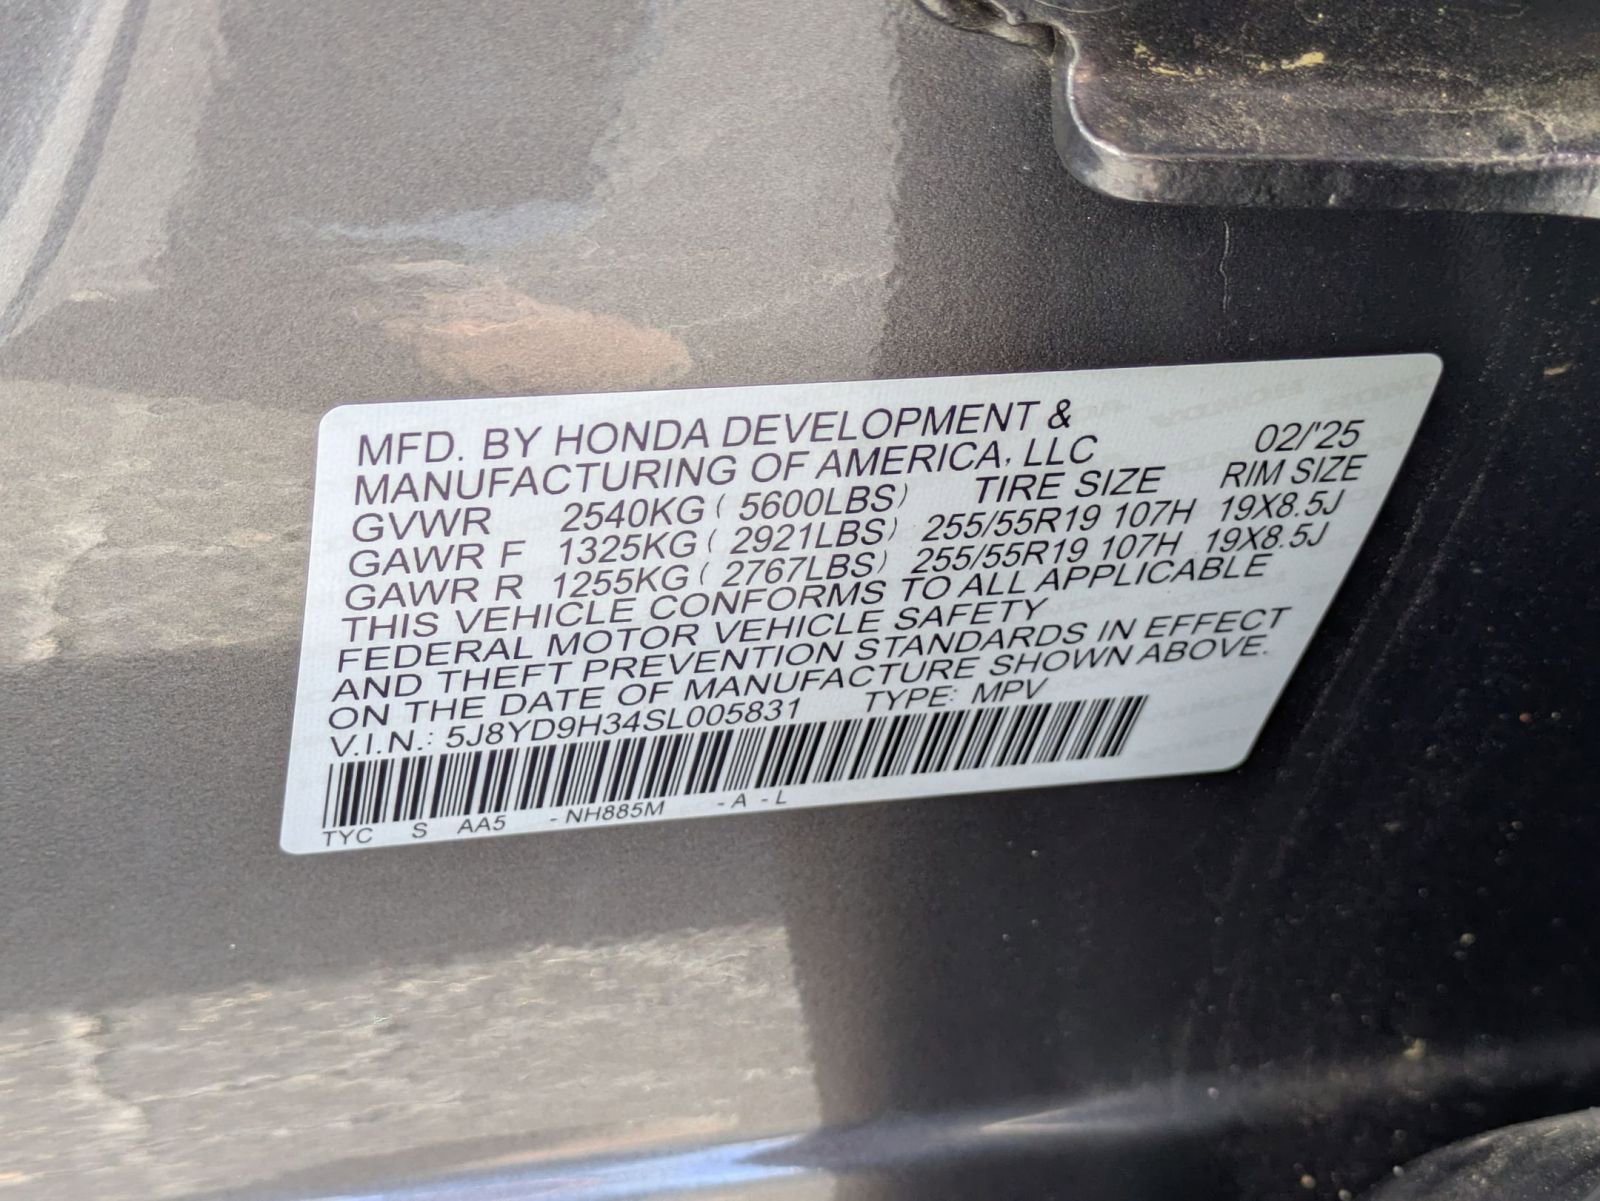 MFD. BY HONDA DEVELOPMENT &
MANUFACTURING OF AMERICA, LLC 02/'25
GVWR 2540KG ( 5600LBS) TIRE SIZE RIM SIZE
GAWR F 1325KG ( 2921LBS) 255/55R19 107H 19X8.5J
GAWR R 1255KG ( 2767LBS) 255/55R19 107H 19X8.5J
THIS VEHICLE CONFORMS TO ALL APPLICABLE
FEDERAL MOTOR VEHICLE SAFETY
AND THEFT PREVENTION STANDARDS IN EFFECT
ON THE DATE OF MANUFACTURE SHOWN ABOVE.
V.I.N.: 5J8YD9H34SL005831 TYPE: MPV
TYC S AA5 -NH885M -A -L